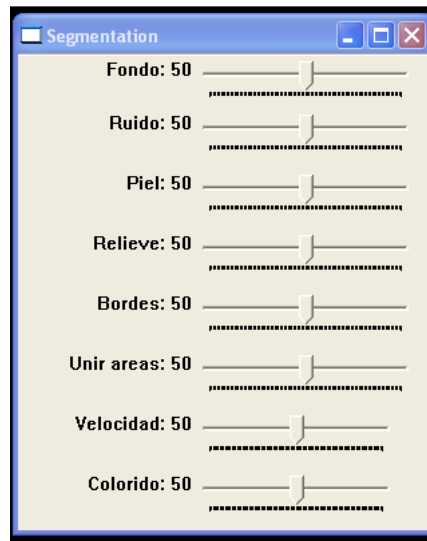 Segmentation
Fondo: 50
Ruido: 50
Piel: 50
Relieve: 50
Bordes: 50
Unir areas: 50
Velocidad: 50
Colorido: 50